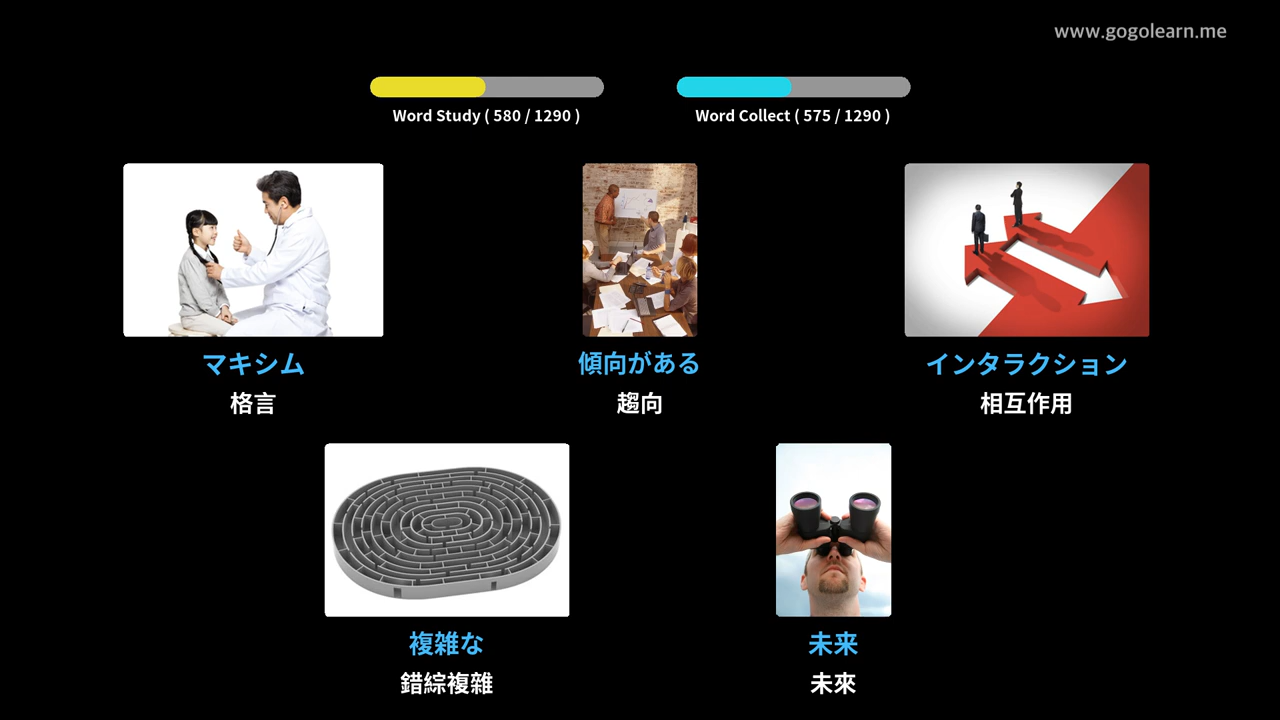 www.gogolearn.me
Word Study ( 580 / 1290 )
Word Collect ( 575 / 1290 )
マキシム
格言
傾向がある
趨向
インタラクション
相互作用
複雑な
錯綜複雜
未来
未來